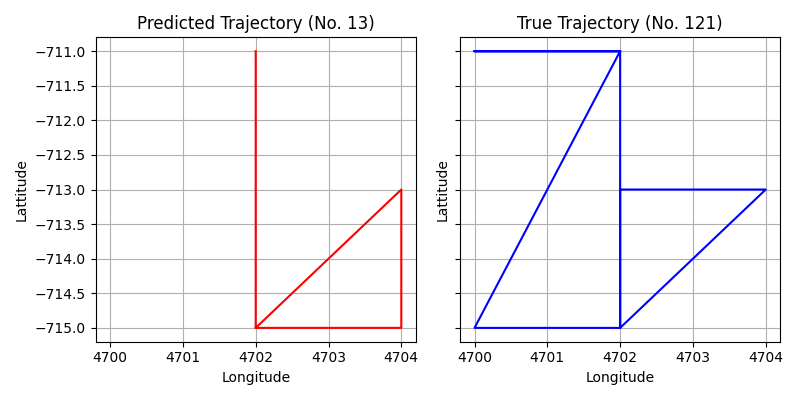 Predicted Trajectory (No. 13)
−711.0
−711.5
−712.0
−712.5
−713.0
−713.5
−714.0
−714.5
−715.0
Lattitude
4700 4701 4702 4703 4704
Longitude
True Trajectory (No. 121)
Lattitude
4700 4701 4702 4703 4704
Longitude